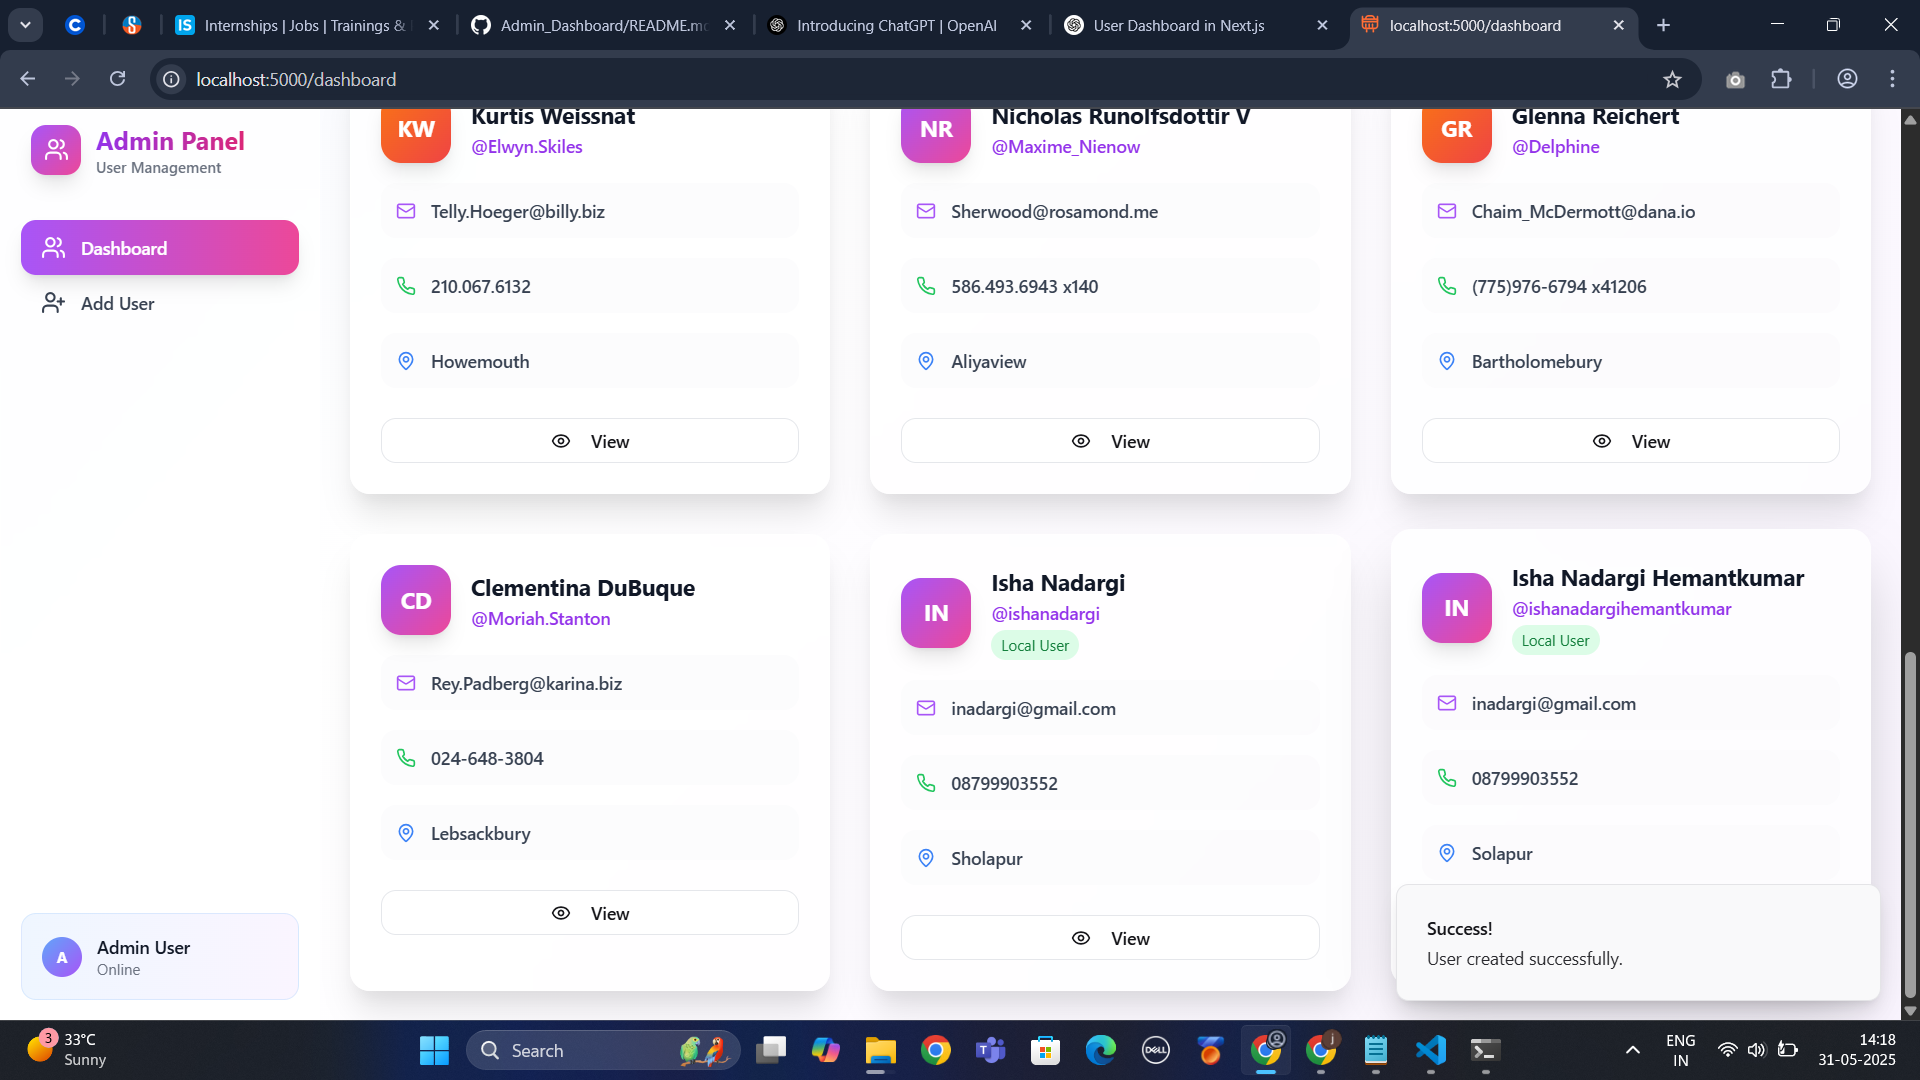 Internships | Jobs | Trainings &
Admin_Dashboard/README.md
Introducing ChatGPT | OpenAI
User Dashboard in Next.js
localhost:5000/dashboard
localhost:5000/dashboard
Admin Panel
User Management
Dashboard
Add User
KW
Kurtis Weissnat
@Elwyn.Skiles
Telly.Hoeger@billy.biz
210.067.6132
Howemouth
View
NR
Nicholas Runolfsdottir V
@Maxime_Nienow
Sherwood@rosamond.me
586.493.6943 x140
Aliyaview
View
GR
Glenna Reichert
@Delphine
Chaim_McDermott@dana.io
(775)976-6794 x41206
Bartholomebury
View
CD
Clementina DuBuque
@Moriah.Stanton
Rey.Padberg@karina.biz
024-648-3804
Lebsackbury
View
IN
Isha Nadargi
@ishanadargi
Local User
inadargi@gmail.com
08799903552
Sholapur
View
IN
Isha Nadargi Hemantkumar
@ishanadargihemantkumar
Local User
inadargi@gmail.com
08799903552
Solapur
Success!
User created successfully.
A
Admin User
Online
3
33°C
Sunny
Search
DELL
j
ENG
IN
14:18
31-05-2025